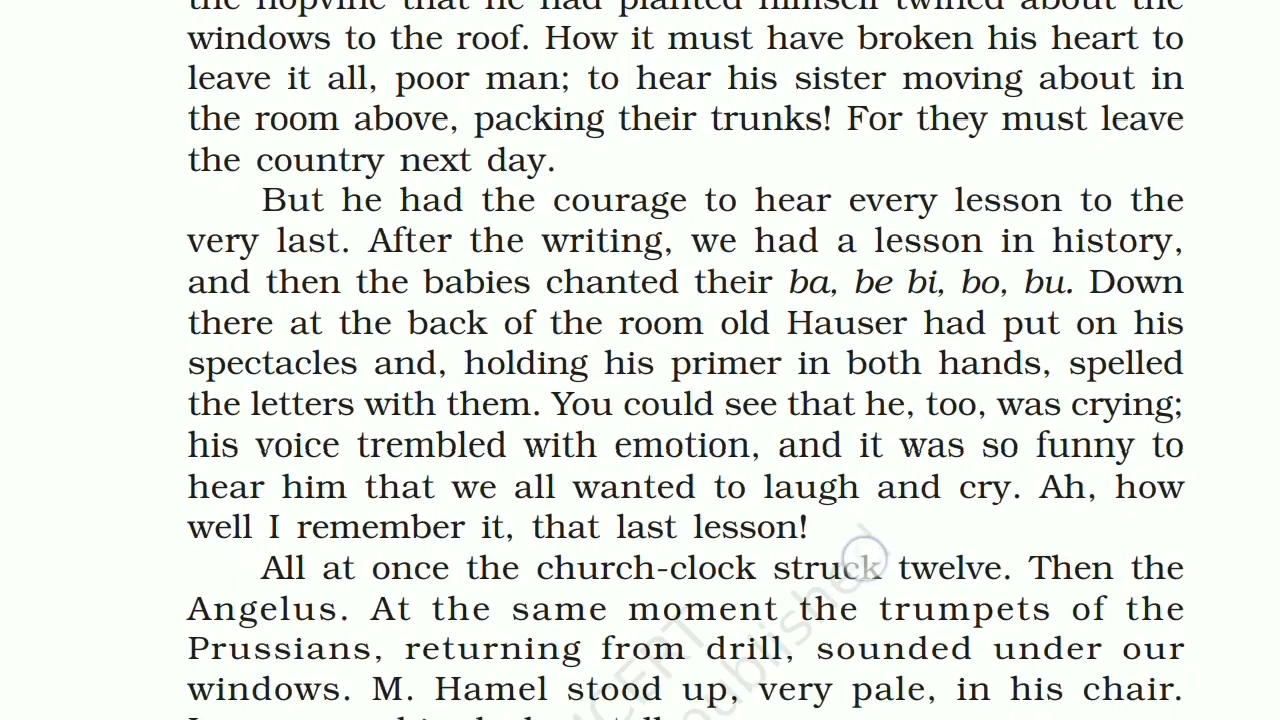 the hopvine that he had planted himself twined about the
windows to the roof. How it must have broken his heart to
leave it all, poor man; to hear his sister moving about in
the room above, packing their trunks! For they must leave
the country next day.
But he had the courage to hear every lesson to the
very last. After the writing, we had a lesson in history,
and then the babies chanted their ba, be bi, bo, bu. Down
there at the back of the room old Hauser had put on his
spectacles and, holding his primer in both hands, spelled
the letters with them. You could see that he, too, was crying;
his voice trembled with emotion, and it was so funny to
hear him that we all wanted to laugh and cry. Ah, how
well I remember it, that last lesson!
All at once the church-clock struck twelve. Then the
Angelus. At the same moment the trumpets of the
Prussians, returning from drill, sounded under our
windows. M. Hamel stood up, very pale, in his chair.
NCERT
published